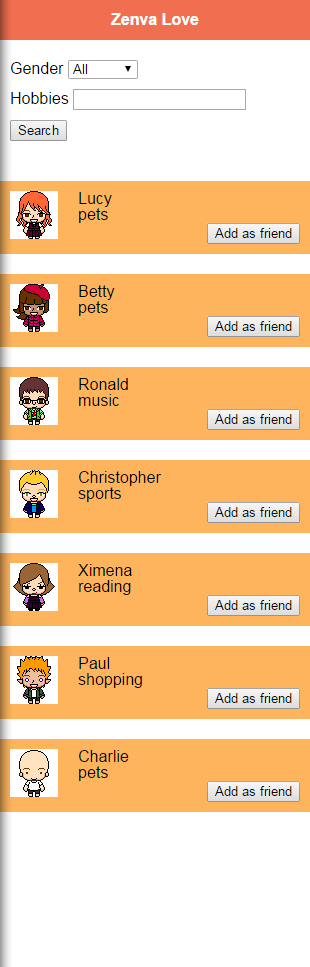 Zenva Love
Gender All
Hobbies
Search
Lucy
pets
Add as friend
Betty
pets
Add as friend
Ronald
music
Add as friend
Christopher
sports
Add as friend
Ximena
reading
Add as friend
Paul
shopping
Add as friend
Charlie
pets
Add as friend